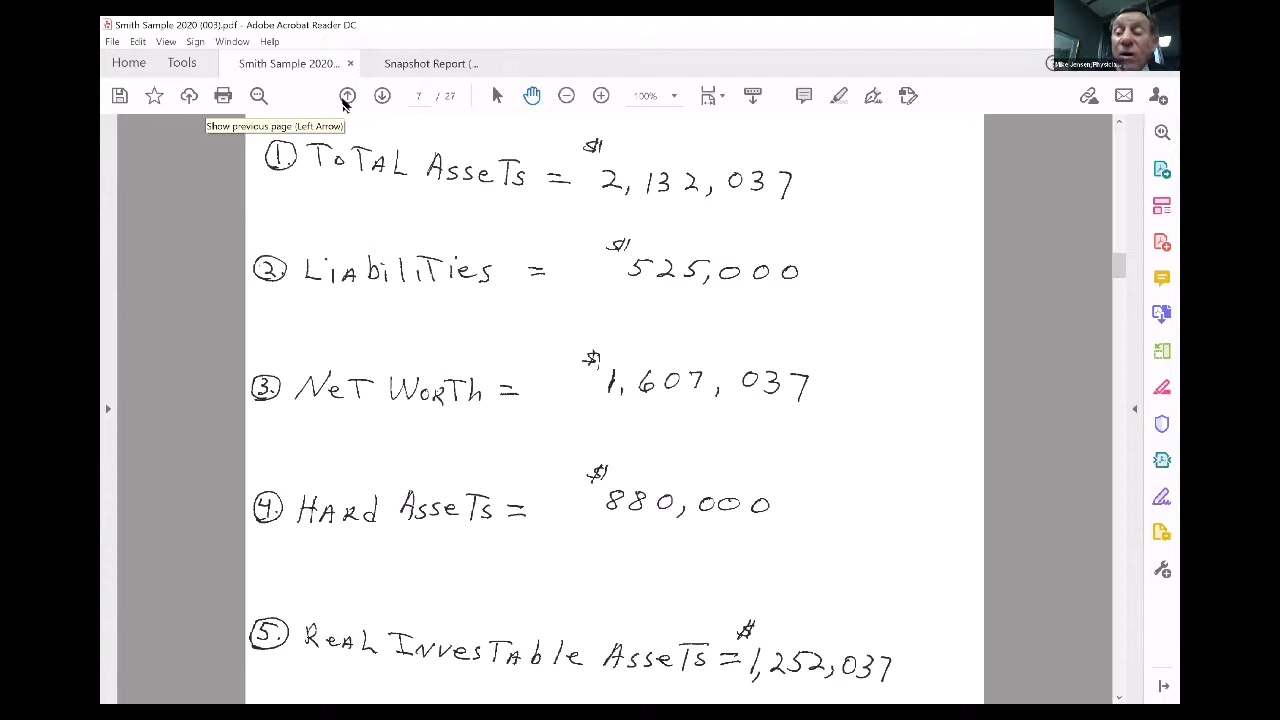 Smith Sample 2020 (003).pdf - Adobe Acrobat Reader DC
File Edit View Sign Window Help
Home Tools Smith Sample 2020... × Snapshot Report (...
7 / 27 100%
Show previous page (Left Arrow)
Mike Jensen,Physicia...
① TOTAL ASSETS = $2,132,037
② LIABILITIES = $525,000
③ NET WORTH = $1,607,037
④ HARD ASSETS = $880,000
⑤ REAL INVESTABLE ASSETS = $1,252,037